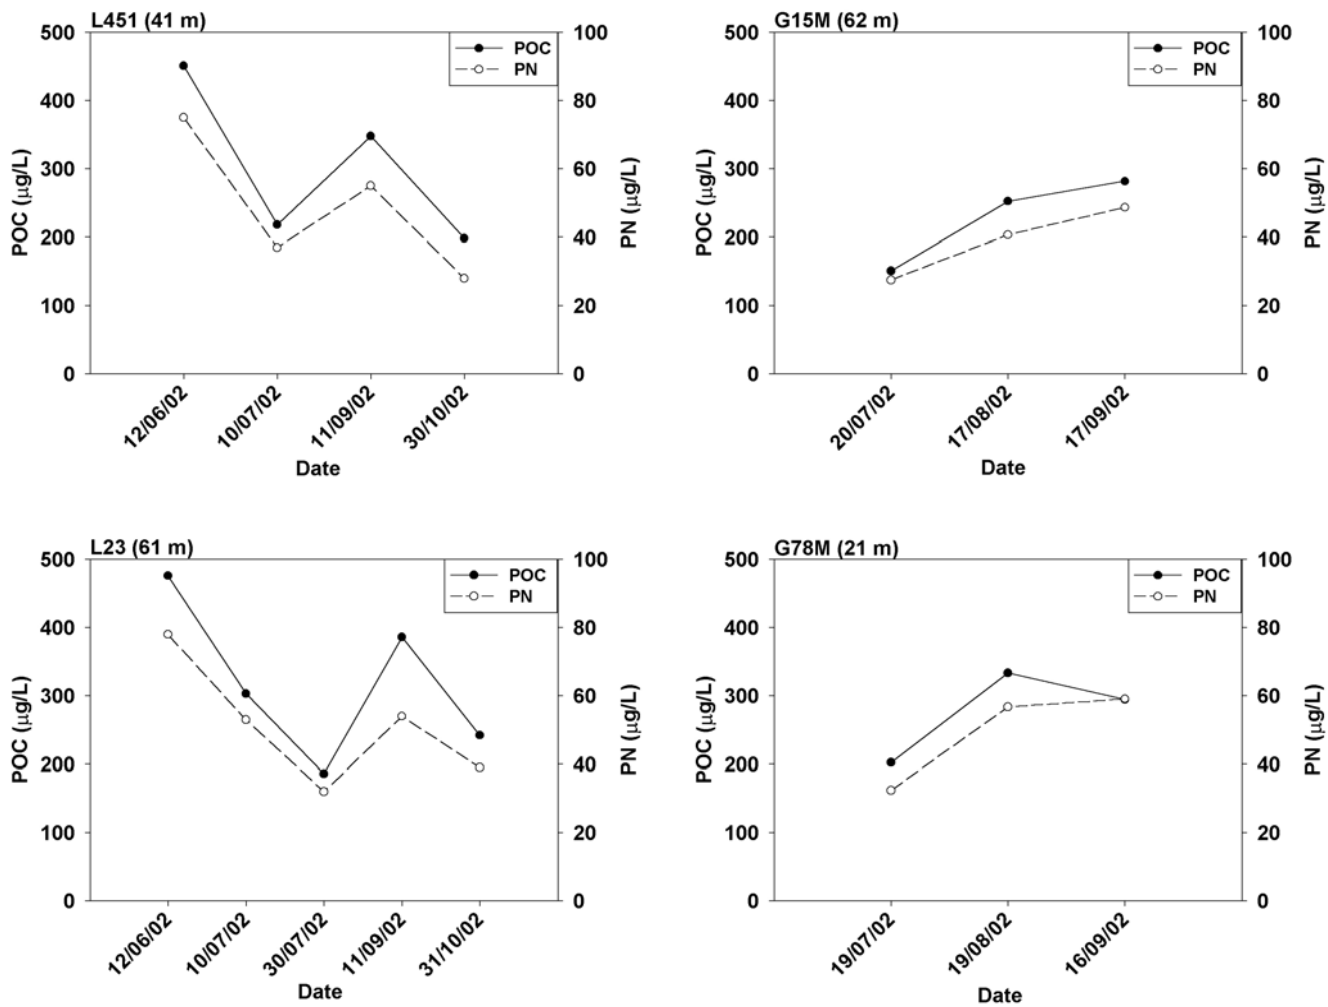 L451 (41 m)
500
400
300
200
100
0
POC (μg/L)
100
80
60
40
20
0
PN (μg/L)
POC
PN
12/06/02
10/07/02
11/09/02
30/10/02
Date
G15M (62 m)
500
400
300
200
100
0
POC (μg/L)
100
80
60
40
20
0
PN (μg/L)
POC
PN
20/07/02
17/08/02
17/09/02
Date
L23 (61 m)
500
400
300
200
100
0
POC (μg/L)
100
80
60
40
20
0
PN (μg/L)
POC
PN
12/06/02
10/07/02
30/07/02
11/09/02
31/10/02
Date
G78M (21 m)
500
400
300
200
100
0
POC (μg/L)
100
80
60
40
20
0
PN (μg/L)
POC
PN
19/07/02
19/08/02
16/09/02
Date